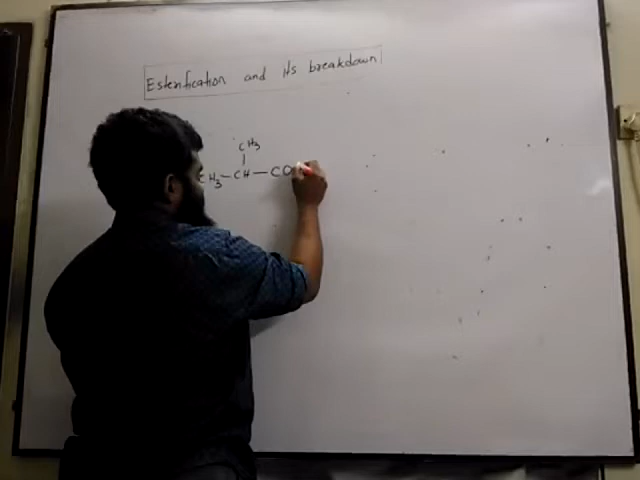 Esterification and its breakdown
CH3
|
CH3 — CH — CO